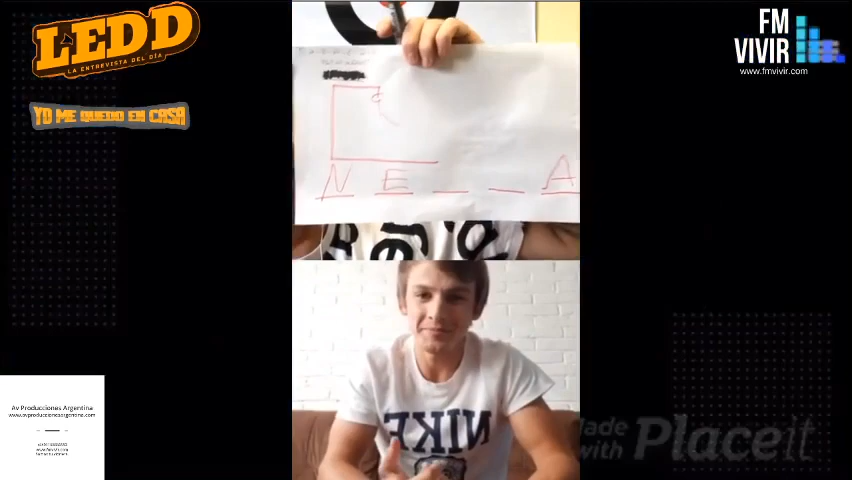 LEDD
LA ENTREVISTA DEL DÍA
YO ME QUEDO EN CASA
FM
VIVIR
www.fmvivir.com
N E _ _ A
NIKE
Av Producciones Argentina
Made
with Placeit